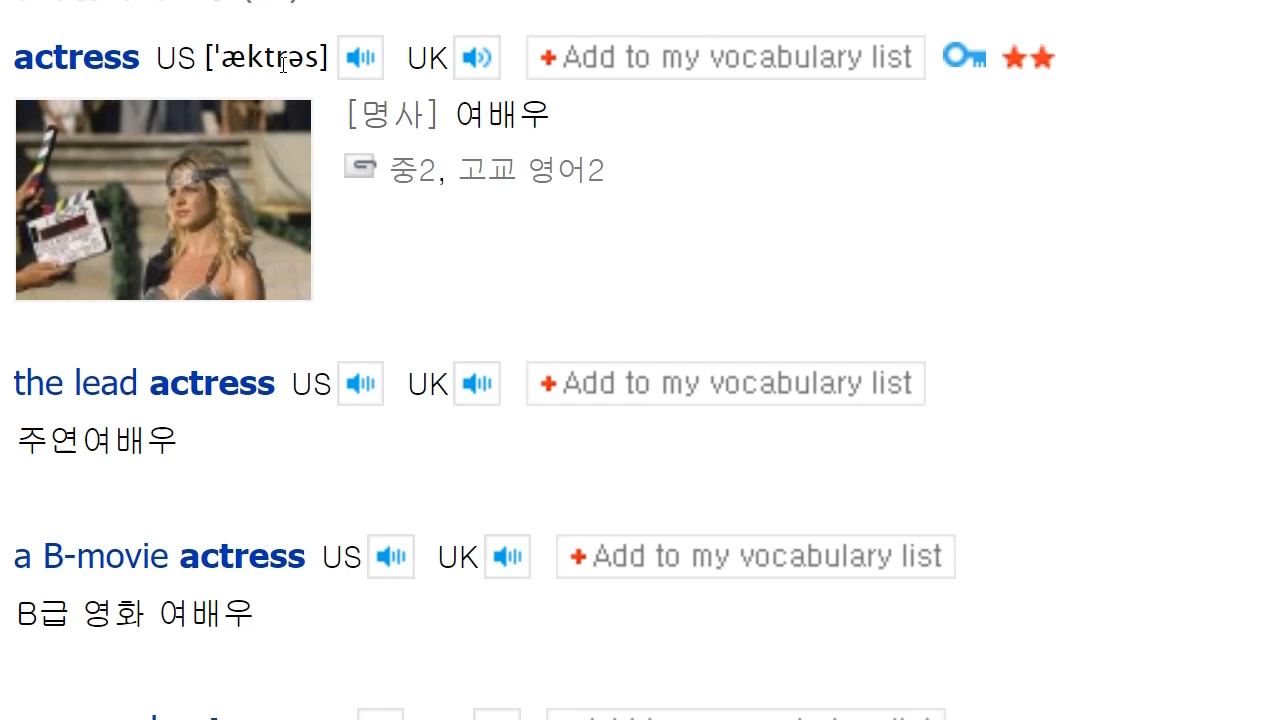 actress US [ˈæktrəs] UK Add to my vocabulary list
[명사] 여배우
중2, 고교 영어2
the lead actress US UK Add to my vocabulary list
주연여배우
a B-movie actress US UK Add to my vocabulary list
B급 영화 여배우